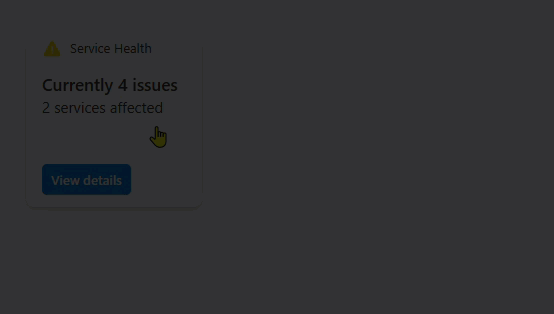 Service Health
Currently 4 issues
2 services affected
View details